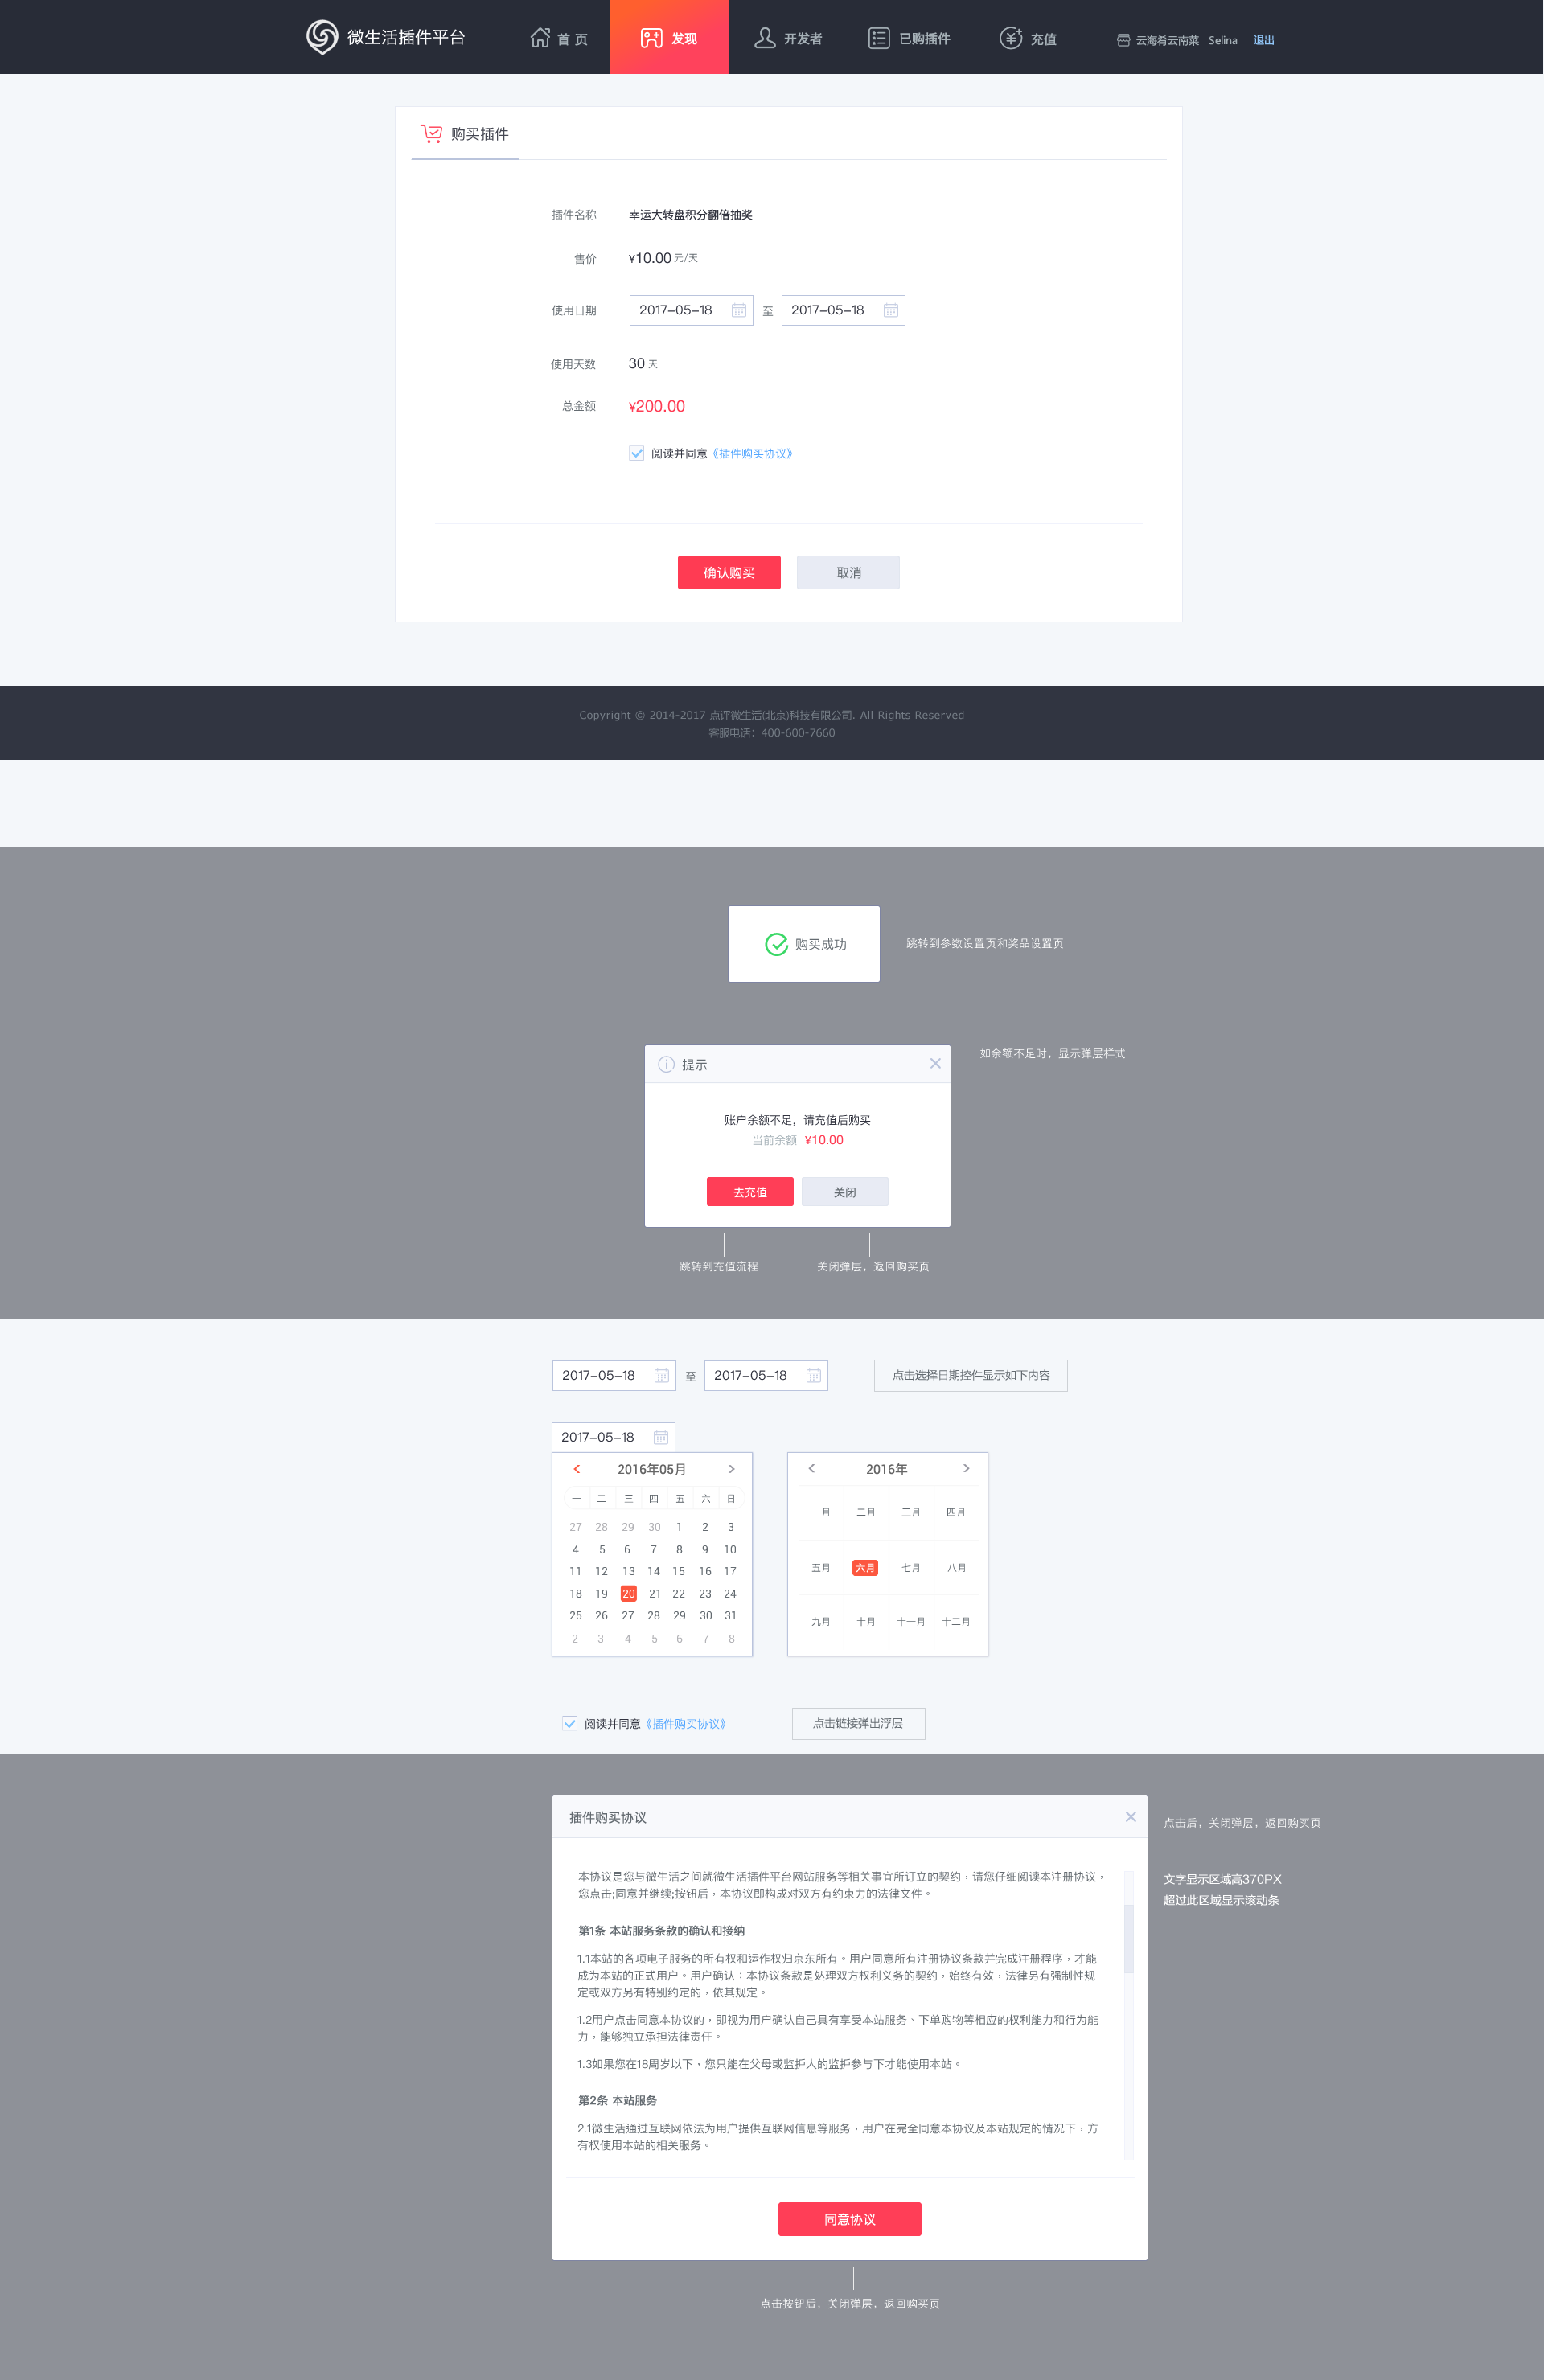 微生活插件平台 首 页 发现 开发者 已购插件 充值 云海肴云南菜 Selina 退出
购买插件
插件名称 幸运大转盘积分翻倍抽奖
售价 ¥10.00 元/天
使用日期 2017-05-18 至 2017-05-18
使用天数 30 天
总金额 ¥200.00
阅读并同意《插件购买协议》
确认购买 取消
Copyright © 2014-2017 点评微生活(北京)科技有限公司. All Rights Reserved
客服电话：400-600-7660
购买成功 跳转到参数设置页和奖品设置页
如余额不足时，显示弹层样式
提示
账户余额不足，请充值后购买
当前余额 ¥10.00
去充值 关闭
跳转到充值流程 关闭弹层，返回购买页
2017-05-18 至 2017-05-18 点击选择日期控件显示如下内容
2017-05-18
2016年05月
一 二 三 四 五 六 日
27 28 29 30 1 2 3
4 5 6 7 8 9 10
11 12 13 14 15 16 17
18 19 20 21 22 23 24
25 26 27 28 29 30 31
2 3 4 5 6 7 8
2016年
一月 二月 三月 四月
五月 六月 七月 八月
九月 十月 十一月 十二月
阅读并同意《插件购买协议》 点击链接弹出浮层
插件购买协议
点击后，关闭弹层，返回购买页
文字显示区域高370PX
超过此区域显示滚动条
本协议是您与微生活之间就微生活插件平台网站服务等相关事宜所订立的契约，请您仔细阅读本注册协议，
您点击;同意并继续;按钮后，本协议即构成对双方有约束力的法律文件。
第1条 本站服务条款的确认和接纳
1.1本站的各项电子服务的所有权和运作权归京东所有。用户同意所有注册协议条款并完成注册程序，才能
成为本站的正式用户。用户确认：本协议条款是处理双方权利义务的契约，始终有效，法律另有强制性规
定或双方另有特别约定的，依其规定。
1.2用户点击同意本协议的，即视为用户确认自己具有享受本站服务、下单购物等相应的权利能力和行为能
力，能够独立承担法律责任。
1.3如果您在18周岁以下，您只能在父母或监护人的监护参与下才能使用本站。
第2条 本站服务
2.1微生活通过互联网依法为用户提供互联网信息等服务，用户在完全同意本协议及本站规定的情况下，方
有权使用本站的相关服务。
同意协议
点击按钮后，关闭弹层，返回购买页